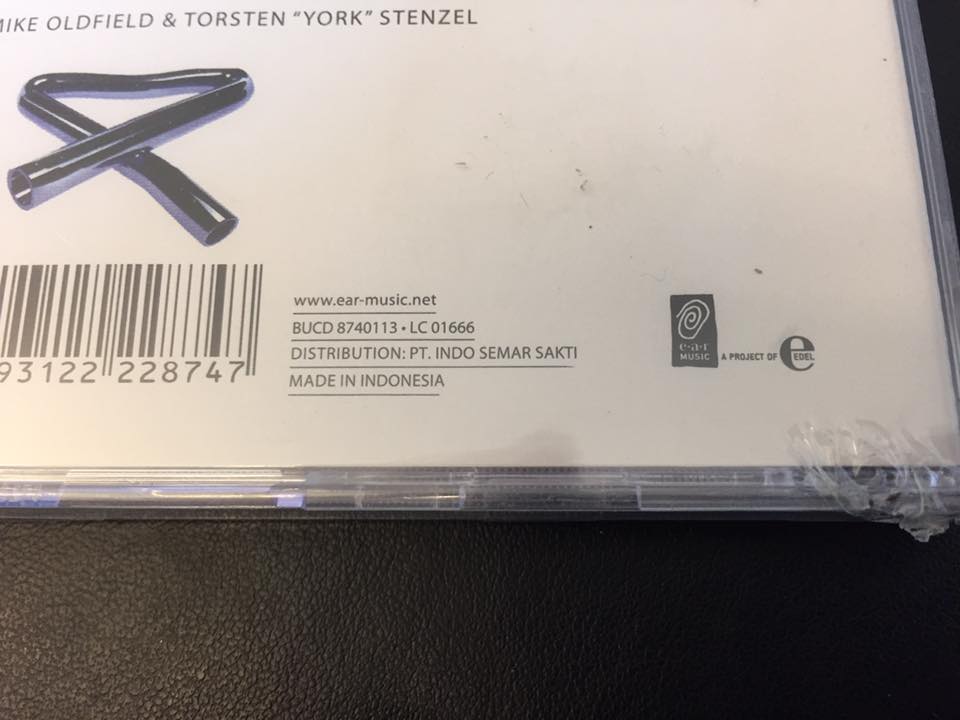 MIKE OLDFIELD & TORSTEN "YORK" STENZEL
www.ear-music.net
BUCD 8740113 • LC 01666
DISTRIBUTION: PT. INDO SEMAR SAKTI
MADE IN INDONESIA
93122 228747
e·a·r
MUSIC
A PROJECT OF e EDEL